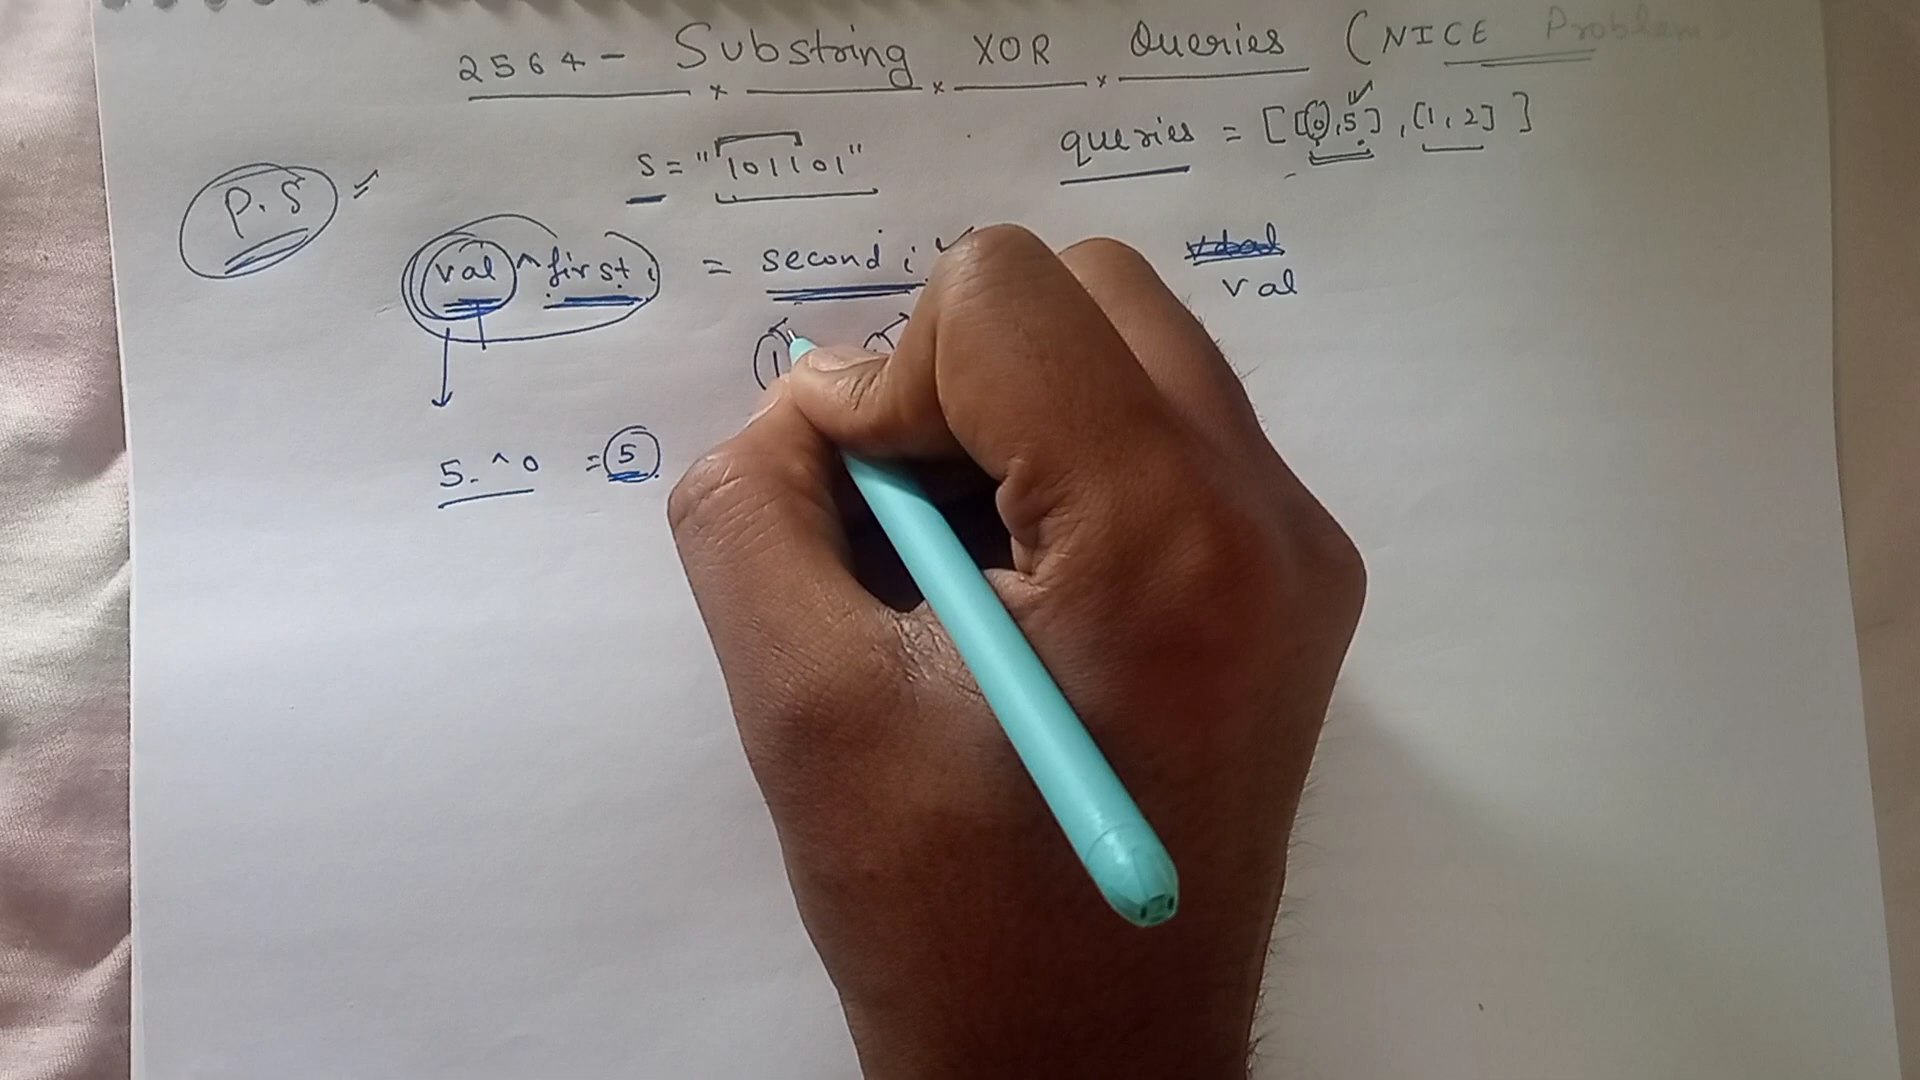 2564 - Substring XOR Queries (NICE Problem
s = "101101" queries = [[0,5],[1,2]]
P.S
val ^ first i = second i
val
5 ^ 0 = 5